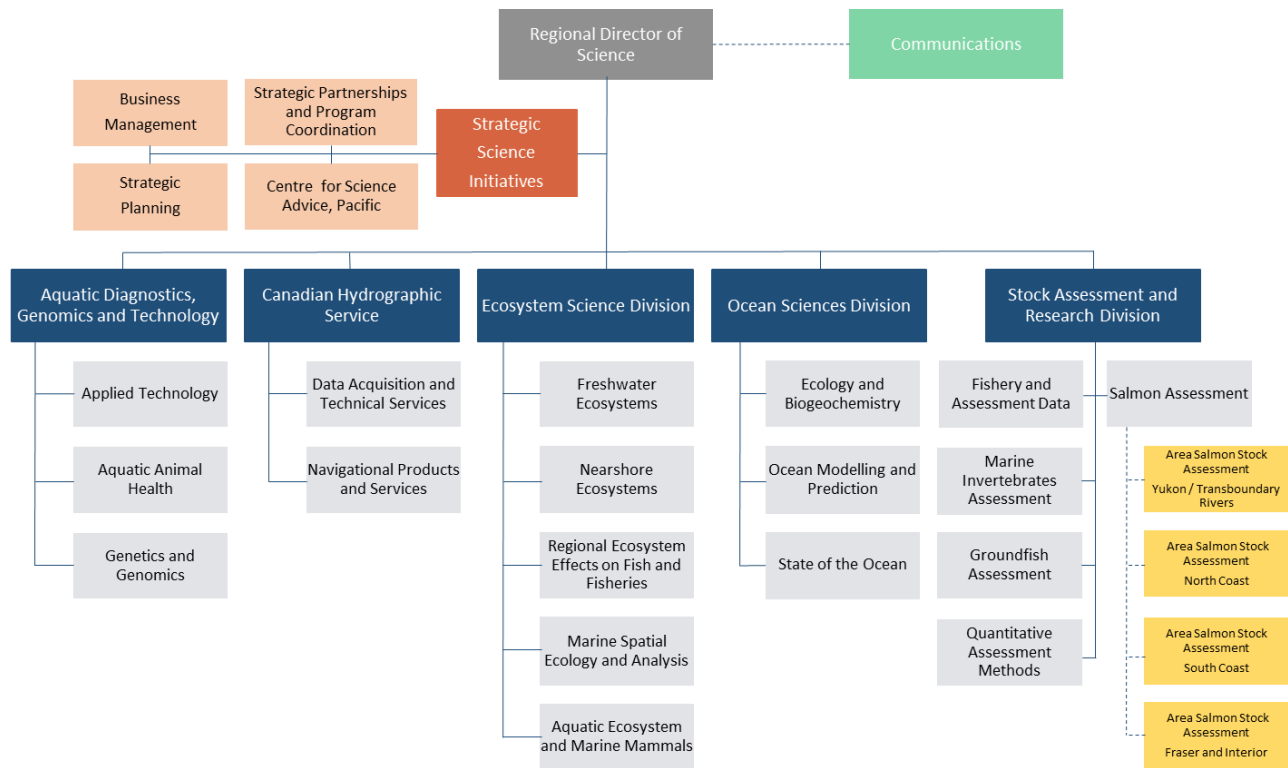 Regional Director of
Science
Communications
Business
Management
Strategic Partnerships
and Program
Coordination
Strategic
Science
Initiatives
Strategic
Planning
Centre for Science
Advice, Pacific
Aquatic Diagnostics,
Genomics and Technology
Canadian Hydrographic
Service
Ecosystem Science Division
Ocean Sciences Division
Stock Assessment and
Research Division
Applied Technology
Aquatic Animal
Health
Genetics and
Genomics
Data Acquisition and
Technical Services
Navigational Products
and Services
Freshwater
Ecosystems
Nearshore
Ecosystems
Regional Ecosystem
Effects on Fish and
Fisheries
Marine Spatial
Ecology and Analysis
Aquatic Ecosystem
and Marine Mammals
Ecology and
Biogeochemistry
Ocean Modelling and
Prediction
State of the Ocean
Fishery and
Assessment Data
Marine
Invertebrates
Assessment
Groundfish
Assessment
Quantitative
Assessment
Methods
Salmon Assessment
Area Salmon Stock
Assessment
Yukon / Transboundary
Rivers
Area Salmon Stock
Assessment
North Coast
Area Salmon Stock
Assessment
South Coast
Area Salmon Stock
Assessment
Fraser and Interior